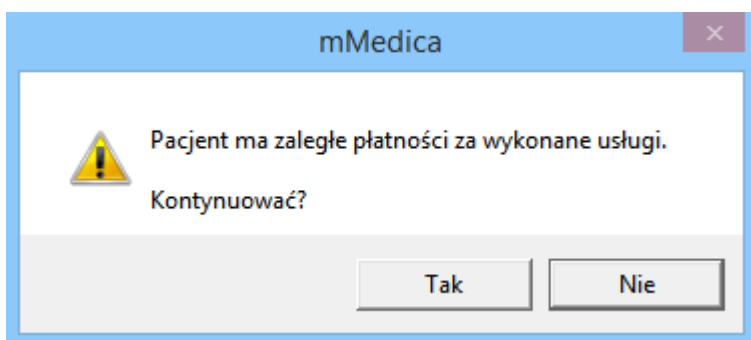 mMedica
Pacjent ma zaległe płatności za wykonane usługi.
Kontynuować?
Tak
Nie